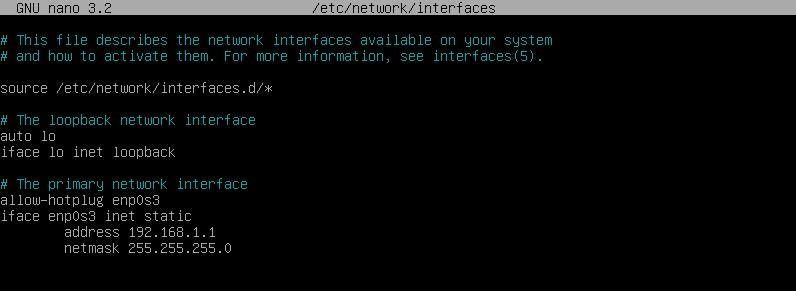 GNU nano 3.2 /etc/network/interfaces
# This file describes the network interfaces available on your system
# and how to activate them. For more information, see interfaces(5).
source /etc/network/interfaces.d/*
# The loopback network interface
auto lo
iface lo inet loopback
# The primary network interface
allow-hotplug enp0s3
iface enp0s3 inet static
address 192.168.1.1
netmask 255.255.255.0